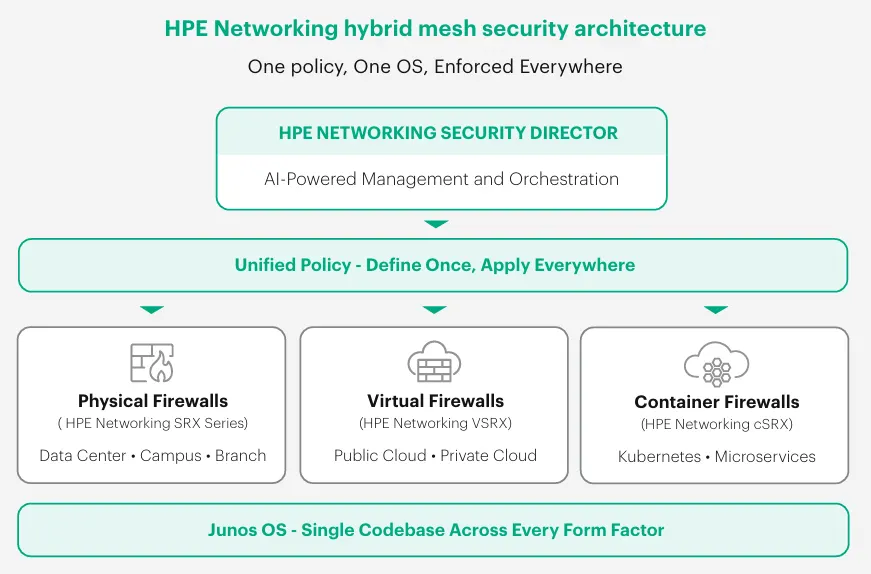 HPE Networking hybrid mesh security architecture
One policy, One OS, Enforced Everywhere
HPE NETWORKING SECURITY DIRECTOR
AI-Powered Management and Orchestration
Unified Policy - Define Once, Apply Everywhere
Physical Firewalls
( HPE Networking SRX Series)
Data Center • Campus • Branch
Virtual Firewalls
(HPE Networking VSRX)
Public Cloud • Private Cloud
Container Firewalls
(HPE Networking cSRX)
Kubernetes • Microservices
Junos OS - Single Codebase Across Every Form Factor